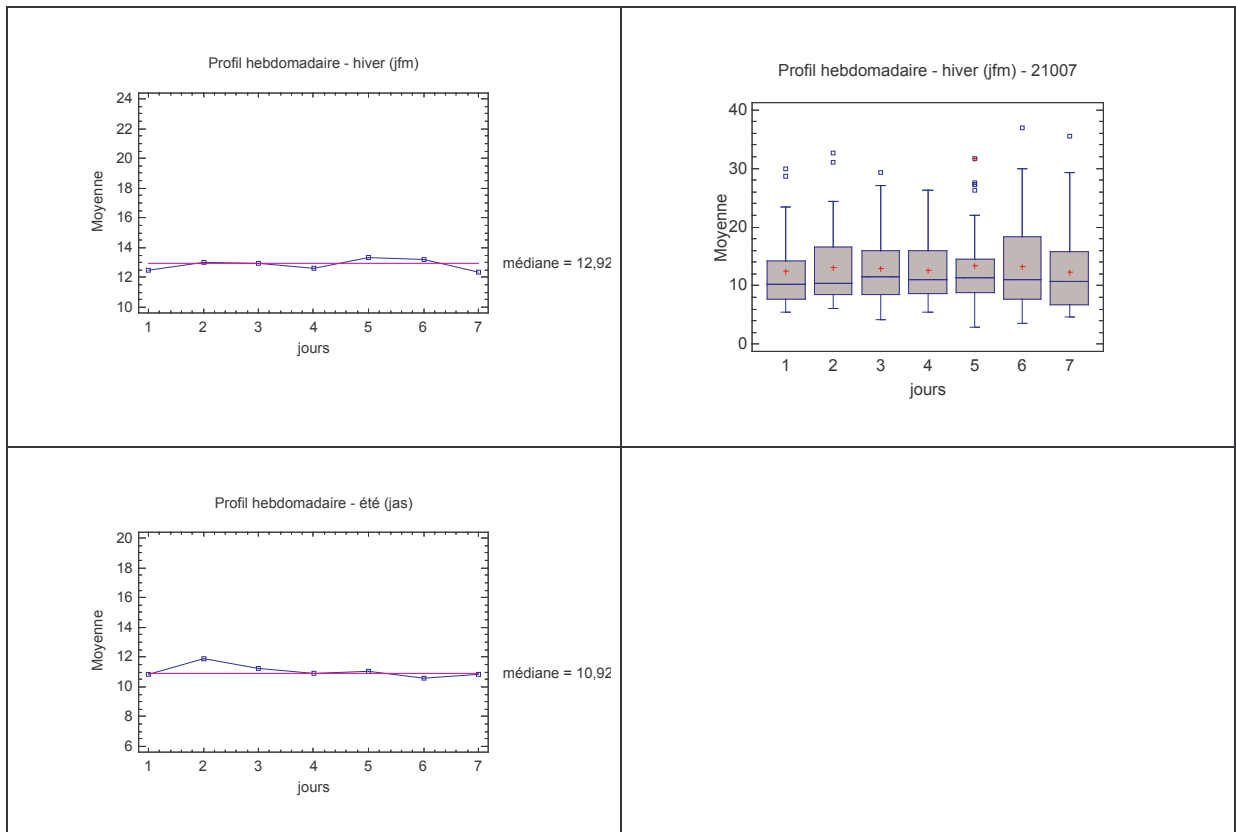 Profil hebdomadaire - hiver (jfm)
24
22
20
18
16
14
12
10
Moyenne
médiane = 12,92
1 2 3 4 5 6 7
jours
Profil hebdomadaire - hiver (jfm) - 21007
40
30
20
10
0
Moyenne
1 2 3 4 5 6 7
jours
Profil hebdomadaire - été (jas)
20
18
16
14
12
10
8
6
Moyenne
médiane = 10,92
1 2 3 4 5 6 7
jours